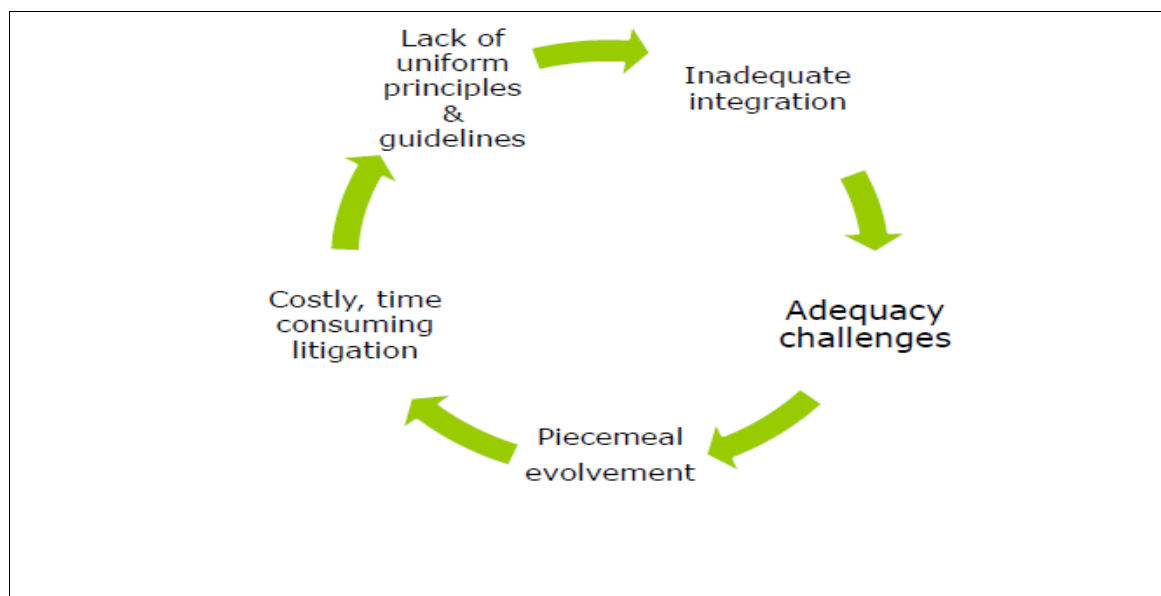 Lack of
uniform
principles
&
guidelines
Inadequate
integration
Adequacy
challenges
Piecemeal
evolvement
Costly, time
consuming
litigation